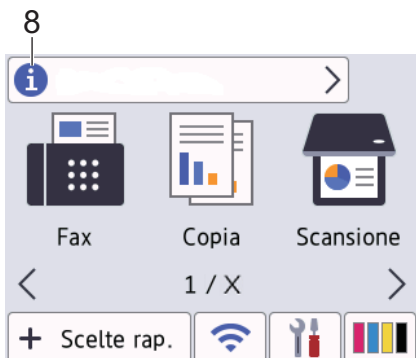 8
i
Fax Copia Scansione
1 / X
+ Scelte rap.